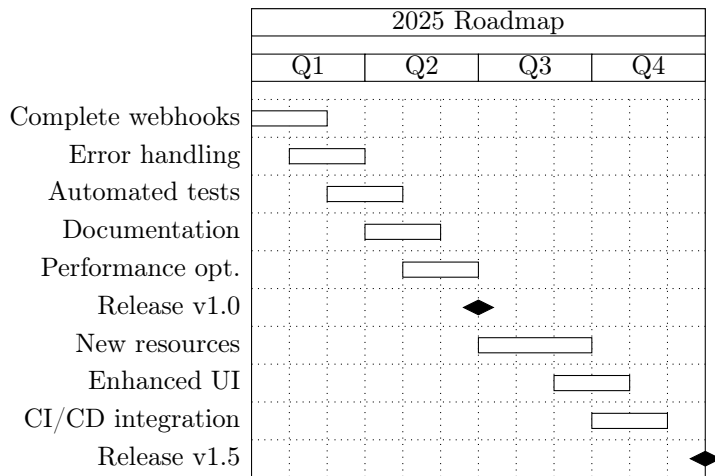 2025 Roadmap
Q1 Q2 Q3 Q4
Complete webhooks
Error handling
Automated tests
Documentation
Performance opt.
Release v1.0
New resources
Enhanced UI
CI/CD integration
Release v1.5